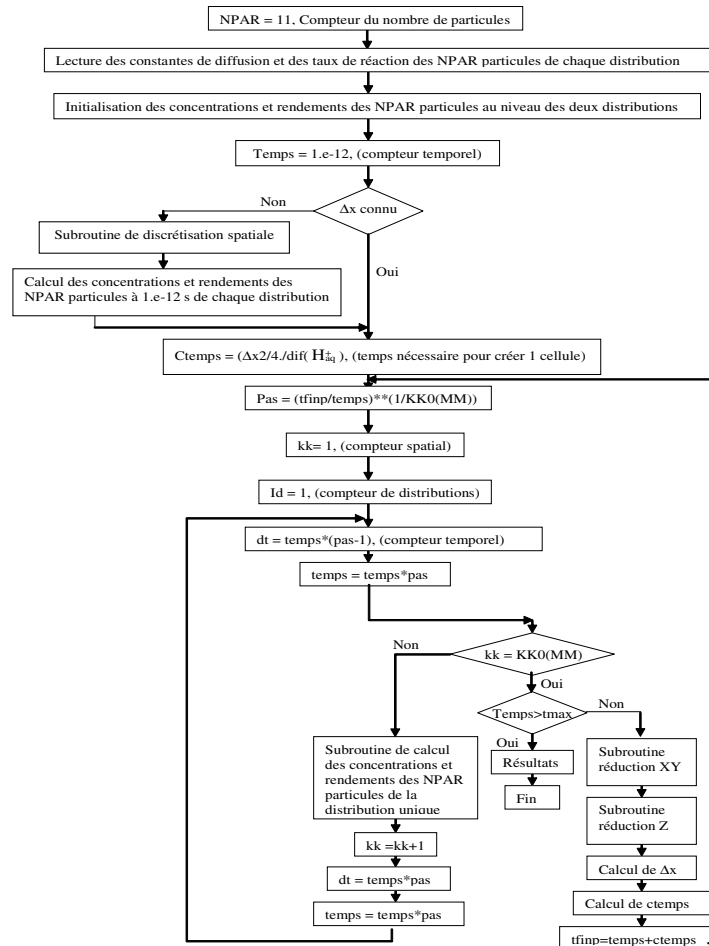 NPAR = 11, Compteur du nombre de particules
Lecture des constantes de diffusion et des taux de réaction des NPAR particules de chaque distribution
Initialisation des concentrations et rendements des NPAR particules au niveau des deux distributions
Temps = 1.e-12, (compteur temporel)
Δx connu
Non
Subroutine de discrétisation spatiale
Oui
Calcul des concentrations et rendements des
NPAR particules à 1.e-12 s de chaque distribution
Ctemps = (Δx2/4./dif( H⁺aq ), (temps nécessaire pour créer 1 cellule)
Pas = (tfinp/temps)**(1/KK0(MM))
kk= 1, (compteur spatial)
Id = 1, (compteur de distributions)
dt = temps*(pas-1), (compteur temporel)
temps = temps*pas
kk = KK0(MM)
Non
Oui
Temps>tmax
Non
Oui
Subroutine de calcul
des concentrations et
rendements des NPAR
particules de la
distribution unique
Résultats
Fin
Subroutine
réduction XY
Subroutine
réduction Z
kk =kk+1
Calcul de Δx
dt = temps*pas
Calcul de ctemps
temps = temps*pas
tfinp=temps+ctemps